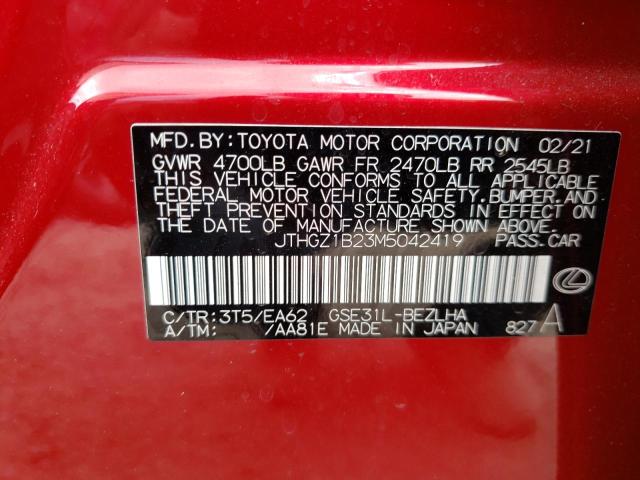 MFD.BY:TOYOTA MOTOR CORPORATION 02/21
GVWR 4700LB GAWR FR 2470LB RR 2545LB
THIS VEHICLE CONFORMS TO ALL APPLICABLE
FEDERAL MOTOR VEHICLE SAFETY,BUMPER,AND
THEFT PREVENTION STANDARDS IN EFFECT ON
THE DATE OF MANUFACTURE SHOWN ABOVE.
JTHGZ1B23M5042419 PASS.CAR
C/TR:3T5/EA62 GSE31L-BEZLHA
A/TM: /AA81E MADE IN JAPAN 827 A